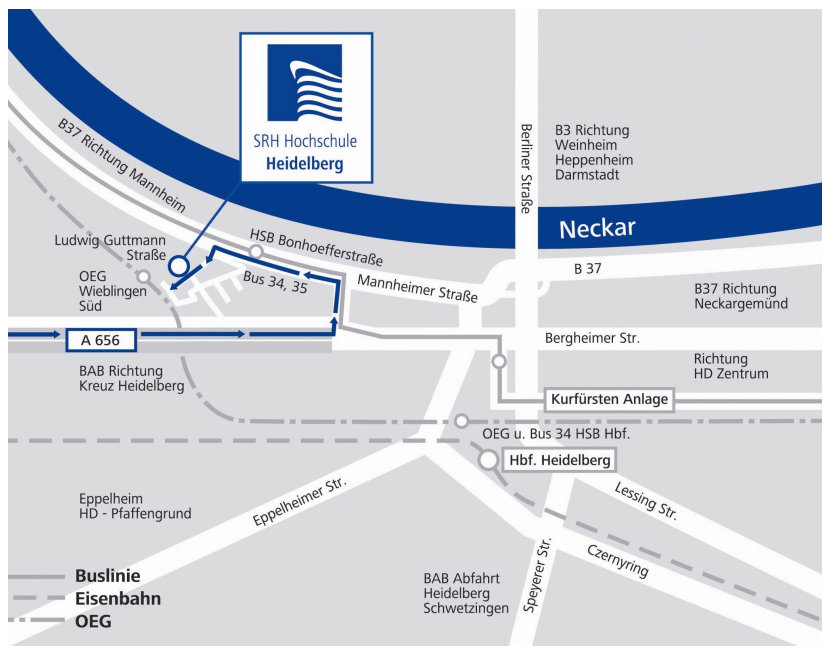 SRH Hochschule
Heidelberg
B37 Richtung Mannheim
Berliner Straße
B3 Richtung
Weinheim
Heppenheim
Darmstadt
Neckar
Ludwig Guttmann
Straße
HSB Bonhoefferstraße
Bus 34, 35
OEG
Wieblingen
Süd
Mannheimer Straße
B 37
B37 Richtung
Neckargemünd
A 656
Bergheimer Str.
BAB Richtung
Kreuz Heidelberg
Richtung
HD Zentrum
Kurfürsten Anlage
OEG u. Bus 34 HSB Hbf.
Hbf. Heidelberg
Eppelheim
HD - Pfaffengrund
Eppelheimer Str.
Lessing Str.
Czernyring
Speyerer Str.
BAB Abfahrt
Heidelberg
Schwetzingen
Buslinie
Eisenbahn
OEG